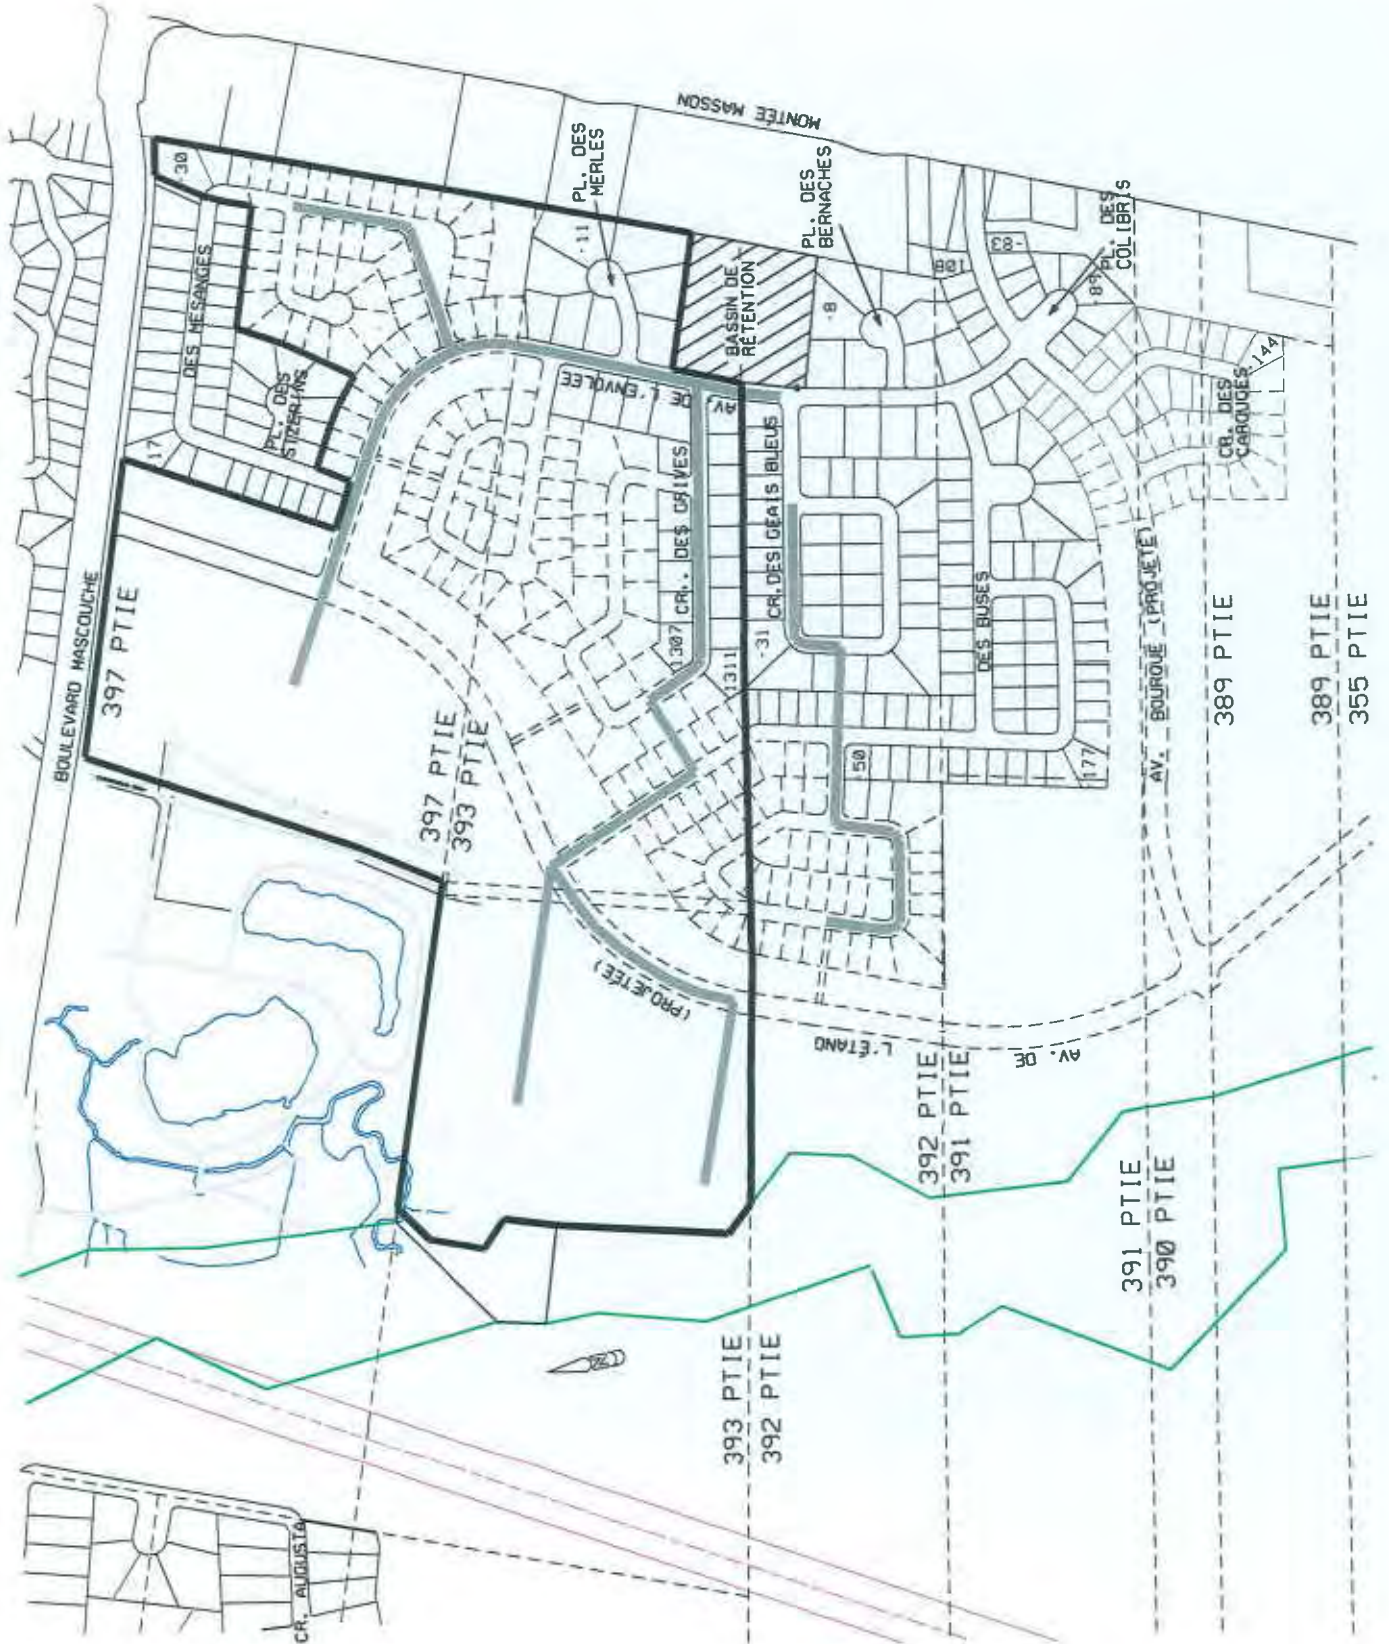 MONTÉE MASSON
BOULEVARD MASCOUCHE
30
PL. DES
MERLES
-11
DES MESANGES
PL. DES
SIZERINS
17
PL. DES
BERNACHES
BASSIN DE
RÉTENTION
-8
108
-83
PL. DES
COLIBRIS
-89
AV. DE L'ENVOLEE
CR. DES GRIVES
1307
1311
CR. DES GEAIS BLEUS
-31
50
DES BUSES
177
CR. DES
CAROUGES
-144
AV. BOURQUE (PROJETÉ)
397 PTIE
397 PTIE
393 PTIE
389 PTIE
389 PTIE
355 PTIE
(PROJETÉE)
L'ÉTANG
AV. DE
392 PTIE
391 PTIE
391 PTIE
390 PTIE
393 PTIE
392 PTIE
CR. AUGUSTA